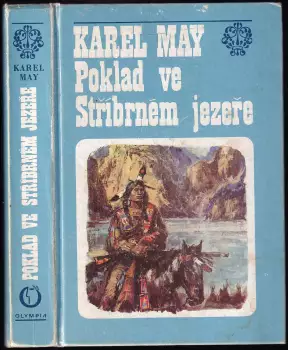 KAREL
MAY
POKLAD VE STŘÍBRNÉM JEZEŘE
OLYMPIA
KAREL MAY
Poklad ve
Stříbrném jezeře